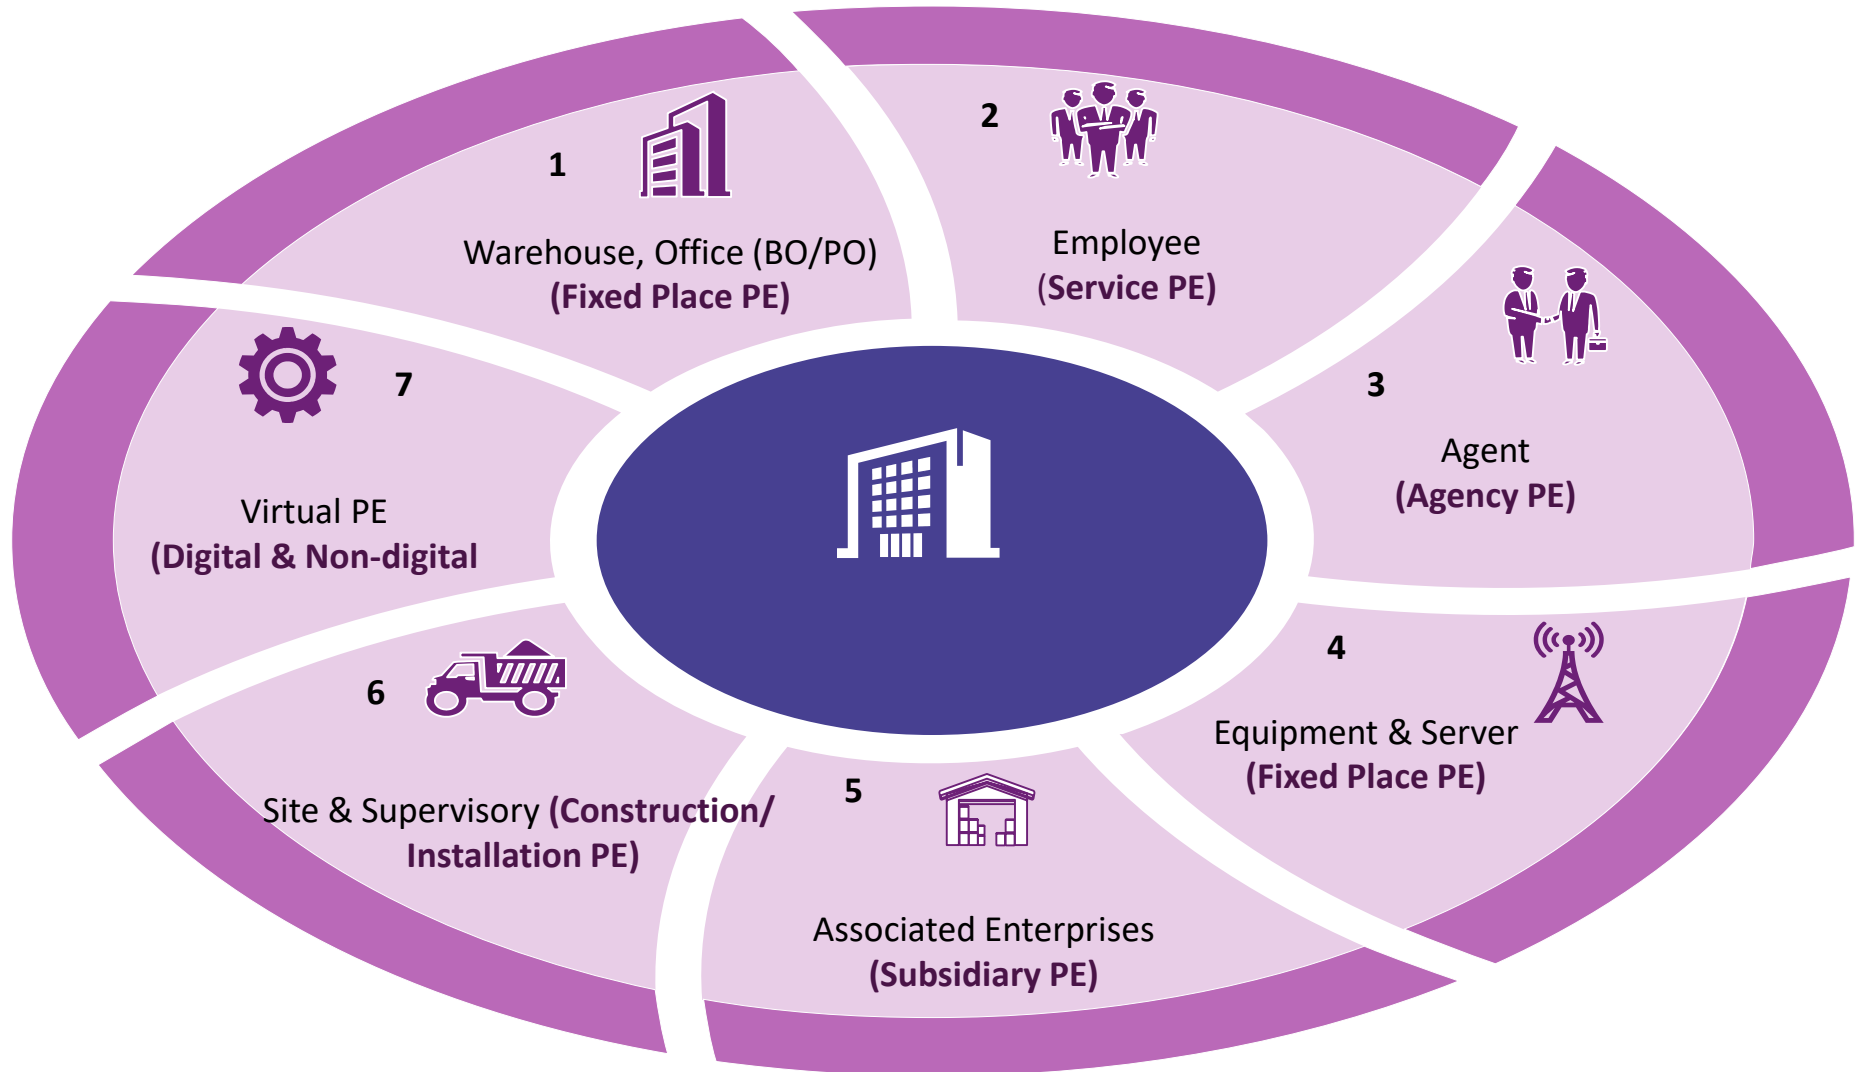 1
Warehouse, Office (BO/PO)
(Fixed Place PE)
2
Employee
(Service PE)
3
Agent
(Agency PE)
4
Equipment & Server
(Fixed Place PE)
5
Associated Enterprises
(Subsidiary PE)
6
Site & Supervisory (Construction/
Installation PE)
7
Virtual PE
(Digital & Non-digital